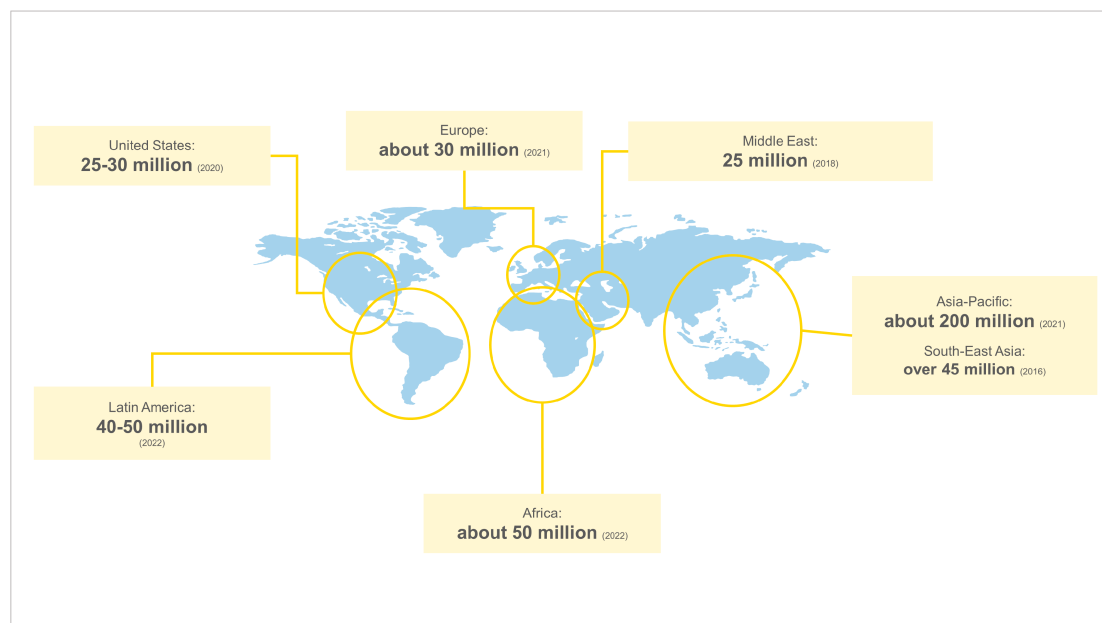 United States:
25-30 million (2020)
Europe:
about 30 million (2021)
Middle East:
25 million (2018)
Asia-Pacific:
about 200 million (2021)
South-East Asia:
over 45 million (2016)
Latin America:
40-50 million
(2022)
Africa:
about 50 million (2022)